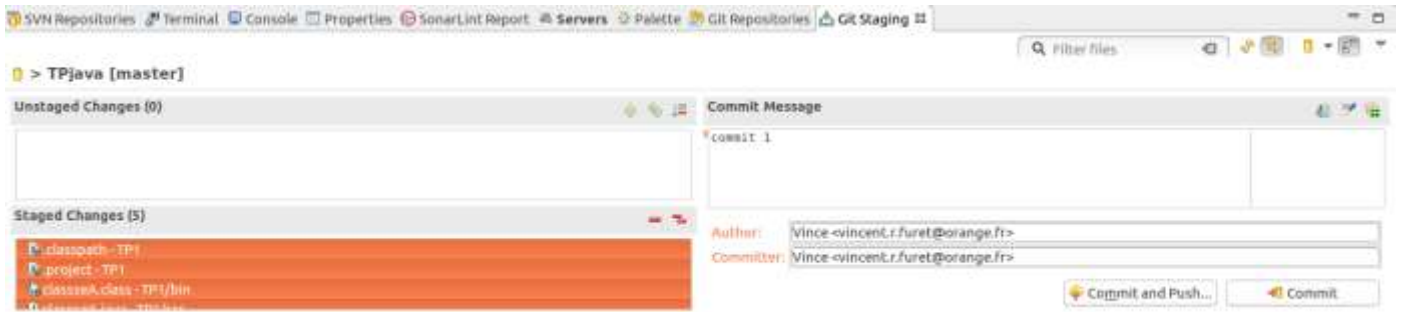 SVN Repositories Terminal Console Properties SonarLint Report Servers Palette Git Repositories Git Staging
Filter files
> TPjava [master]
Unstaged Changes (0)
Commit Message
commit 1
Staged Changes (5)
.classpath - TP1
.project - TP1
classeA.class - TP1/bin
Author: Vince <vincent.r.furet@orange.fr>
Committer: Vince <vincent.r.furet@orange.fr>
Commit and Push... Commit